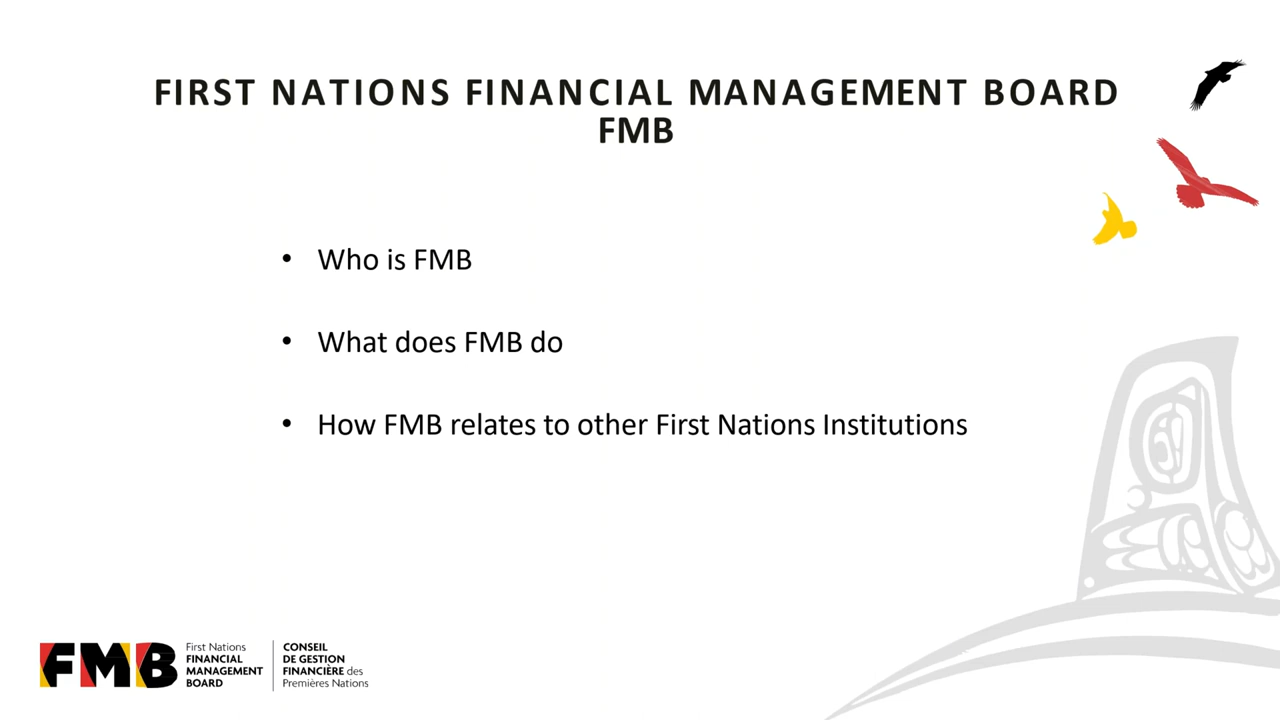 FIRST NATIONS FINANCIAL MANAGEMENT BOARD
FMB
• Who is FMB
• What does FMB do
• How FMB relates to other First Nations Institutions
FMB
First Nations
FINANCIAL
MANAGEMENT
BOARD
CONSEIL
DE GESTION
FINANCIÈRE des
Premières Nations